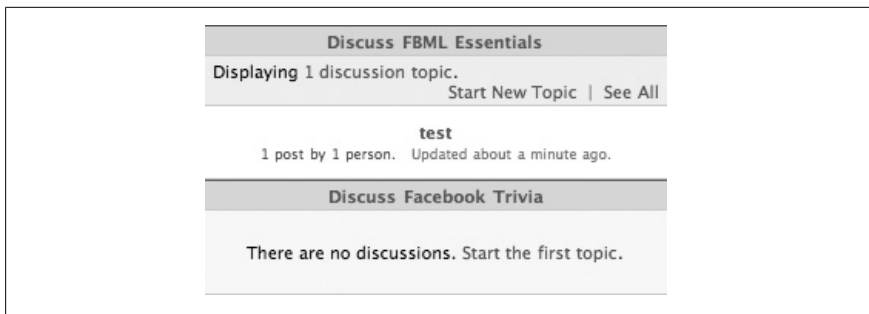 Discuss FBML Essentials
Displaying 1 discussion topic.
Start New Topic | See All
test
1 post by 1 person. Updated about a minute ago.
Discuss Facebook Trivia
There are no discussions. Start the first topic.